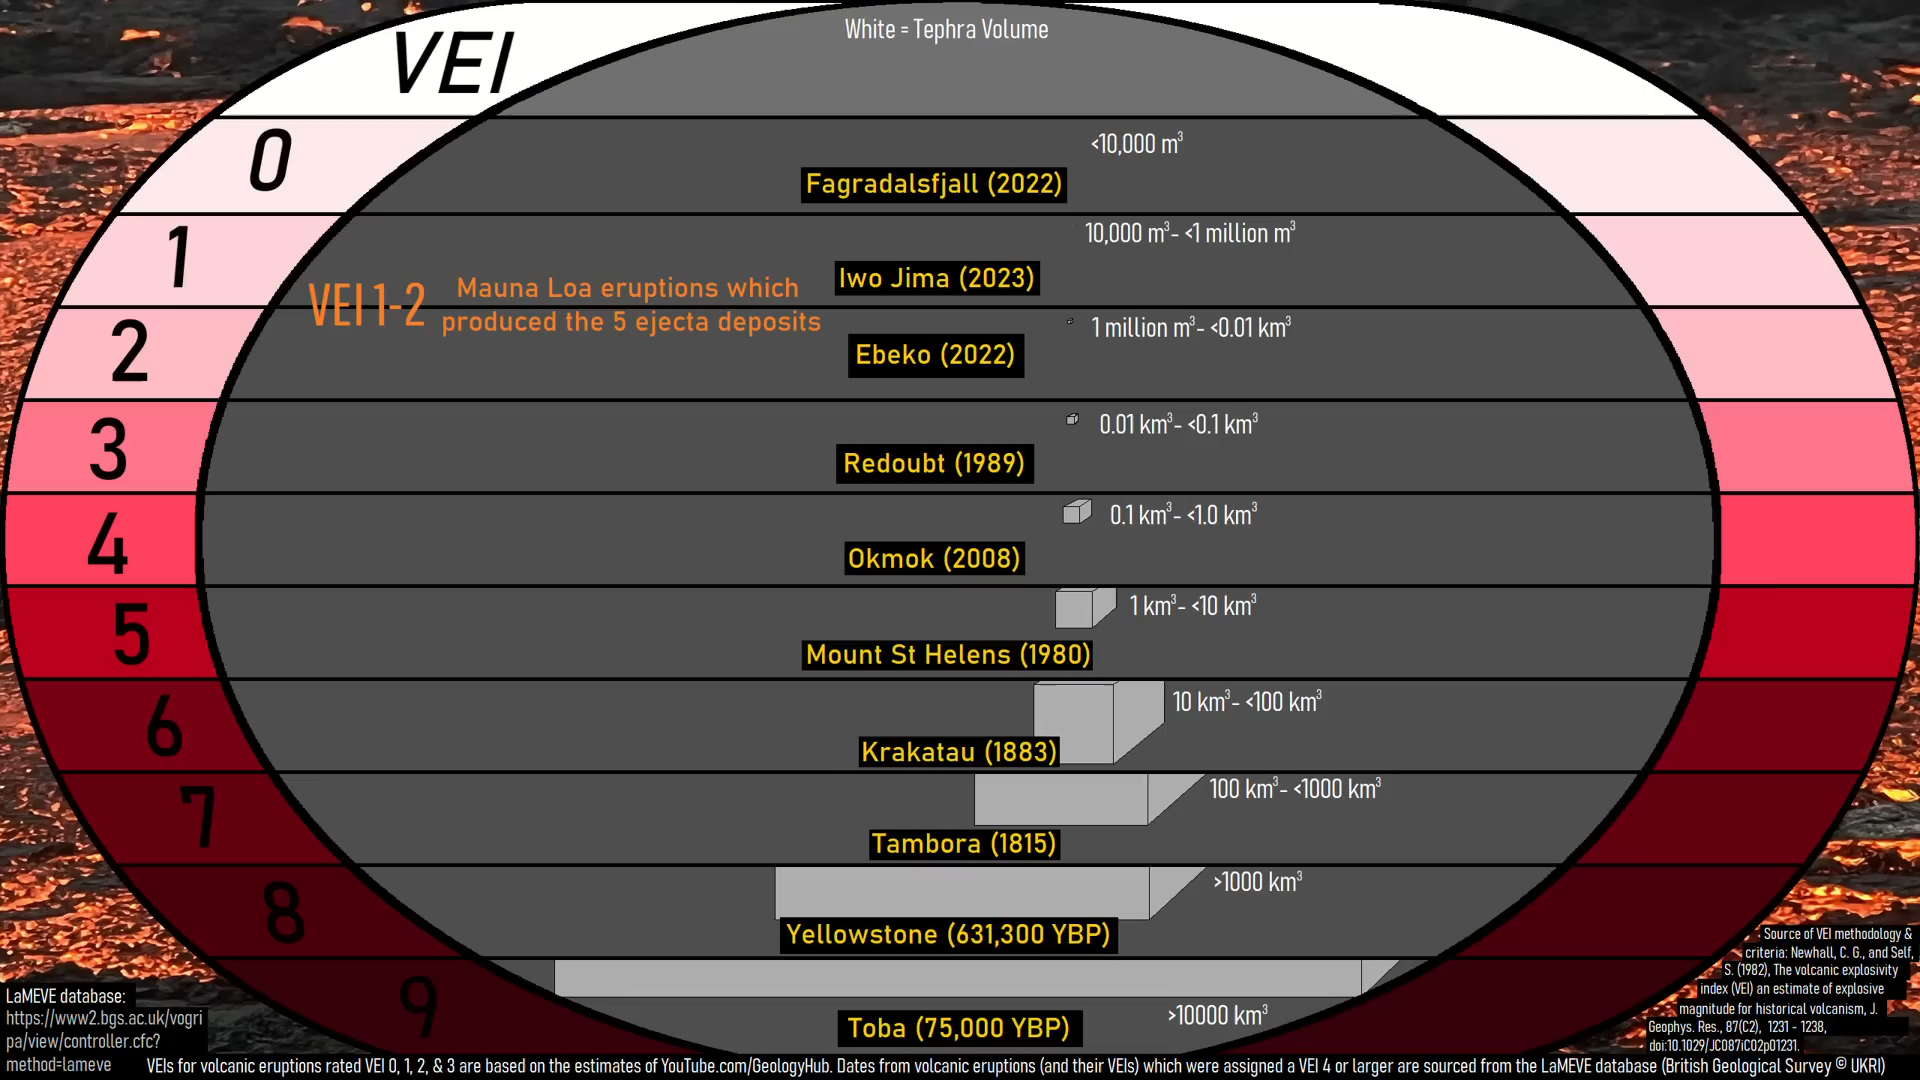 White = Tephra Volume
VEI
0
<10,000 m³
Fagradalsfjall (2022)
1
10,000 m³- <1 million m³
Iwo Jima (2023)
VEI 1-2
Mauna Loa eruptions which
produced the 5 ejecta deposits
2
1 million m³- <0.01 km³
Ebeko (2022)
3
0.01 km³- <0.1 km³
Redoubt (1989)
4
0.1 km³- <1.0 km³
Okmok (2008)
5
1 km³- <10 km³
Mount St Helens (1980)
6
10 km³- <100 km³
Krakatau (1883)
7
100 km³- <1000 km³
Tambora (1815)
8
>1000 km³
Yellowstone (631,300 YBP)
9
>10000 km³
Toba (75,000 YBP)
LaMEVE database:
https://www2.bgs.ac.uk/vogri
pa/view/controller.cfc?
method=lameve
Source of VEI methodology &
criteria: Newhall, C. G., and Self,
S. (1982), The volcanic explosivity
index (VEI) an estimate of explosive
magnitude for historical volcanism, J.
Geophys. Res., 87(C2), 1231 - 1238,
doi:10.1029/JC087iC02p01231.
VEIs for volcanic eruptions rated VEI 0, 1, 2, & 3 are based on the estimates of YouTube.com/GeologyHub. Dates from volcanic eruptions (and their VEIs) which were assigned a VEI 4 or larger are sourced from the LaMEVE database (British Geological Survey © UKRI)